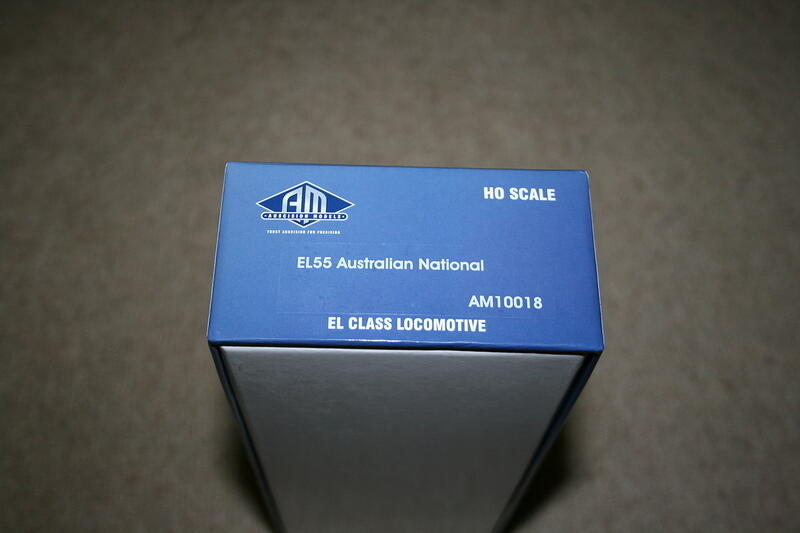 AM
AUSCISION MODELS
TRUST AUSCISION FOR PRECISION
HO SCALE
EL55 Australian National
AM10018
EL CLASS LOCOMOTIVE